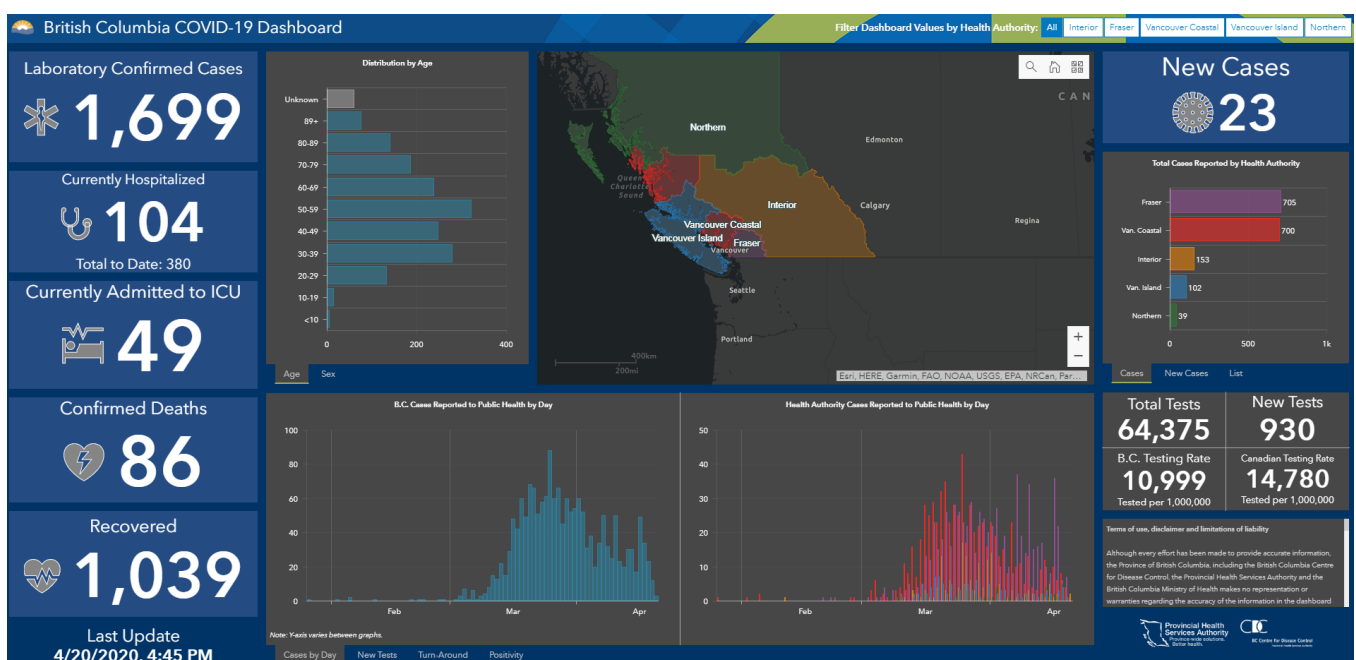 British Columbia COVID-19 Dashboard
Filter Dashboard Values by Health Authority:
All
Interior
Fraser
Vancouver Coastal
Vancouver Island
Northern
Laboratory Confirmed Cases
1,699
Currently Hospitalized
104
Total to Date: 380
Currently Admitted to ICU
49
Confirmed Deaths
86
Recovered
1,039
Last Update
4/20/2020, 4:45 PM
Distribution by Age
Unknown
89+
80-89
70-79
60-69
50-59
40-49
30-39
20-29
10-19
<10
0
200
400
Age
Sex
CAN
Northern
Edmonton
Queen
Charlotte
Sound
Interior
Calgary
Regina
Vancouver Coastal
Vancouver Island
Fraser
Vancouver
Seattle
Portland
400km
200mi
+
−
Esri, HERE, Garmin, FAO, NOAA, USGS, EPA, NRCan, Par...
New Cases
23
Total Cases Reported by Health Authority
Fraser
705
Van. Coastal
700
Interior
153
Van. Island
102
Northern
39
0
500
1k
Cases
New Cases
List
B.C. Cases Reported to Public Health by Day
100
80
60
40
20
0
Feb
Mar
Apr
Note: Y-axis varies between graphs.
Cases by Day
New Tests
Turn-Around
Positivity
Health Authority Cases Reported to Public Health by Day
50
40
30
20
10
0
Feb
Mar
Apr
Total Tests
64,375
New Tests
930
B.C. Testing Rate
10,999
Tested per 1,000,000
Canadian Testing Rate
14,780
Tested per 1,000,000
Terms of use, disclaimer and limitations of liability
Although every effort has been made to provide accurate information,
the Province of British Columbia, including the British Columbia Centre
for Disease Control, the Provincial Health Services Authority and the
British Columbia Ministry of Health makes no representation or
warranties regarding the accuracy of the information in the dashboard
Provincial Health
Services Authority
Province-wide solutions.
Better health.
BC Centre for Disease Control